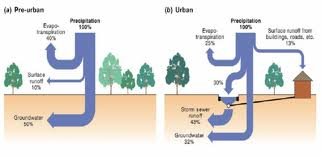 (a) Pre-urban
Precipitation
100%
Evapo-
transpiration
40%
Surface
runoff
10%
Groundwater
50%
(b) Urban
Precipitation
100%
Evapo-
transpiration
25%
Surface runoff from
buildings, roads, etc.
13%
30%
Storm sewer
runoff
43%
Groundwater
32%